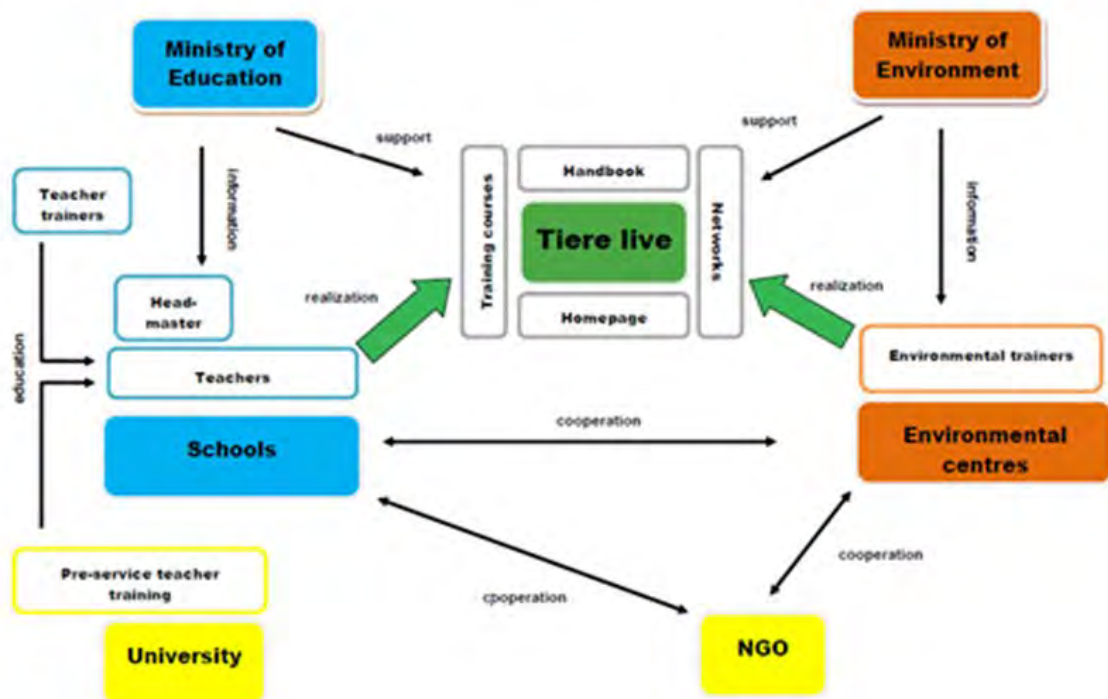 Ministry of
Education
Ministry of
Environment
support
support
Teacher
trainers
information
Handbook
Training courses
Tiere live
Networks
information
Head-
master
realization
Homepage
realization
education
Teachers
Environmental trainers
Schools
cooperation
Environmental
centres
Pre-service teacher
training
cpoperation
cooperation
University
NGO